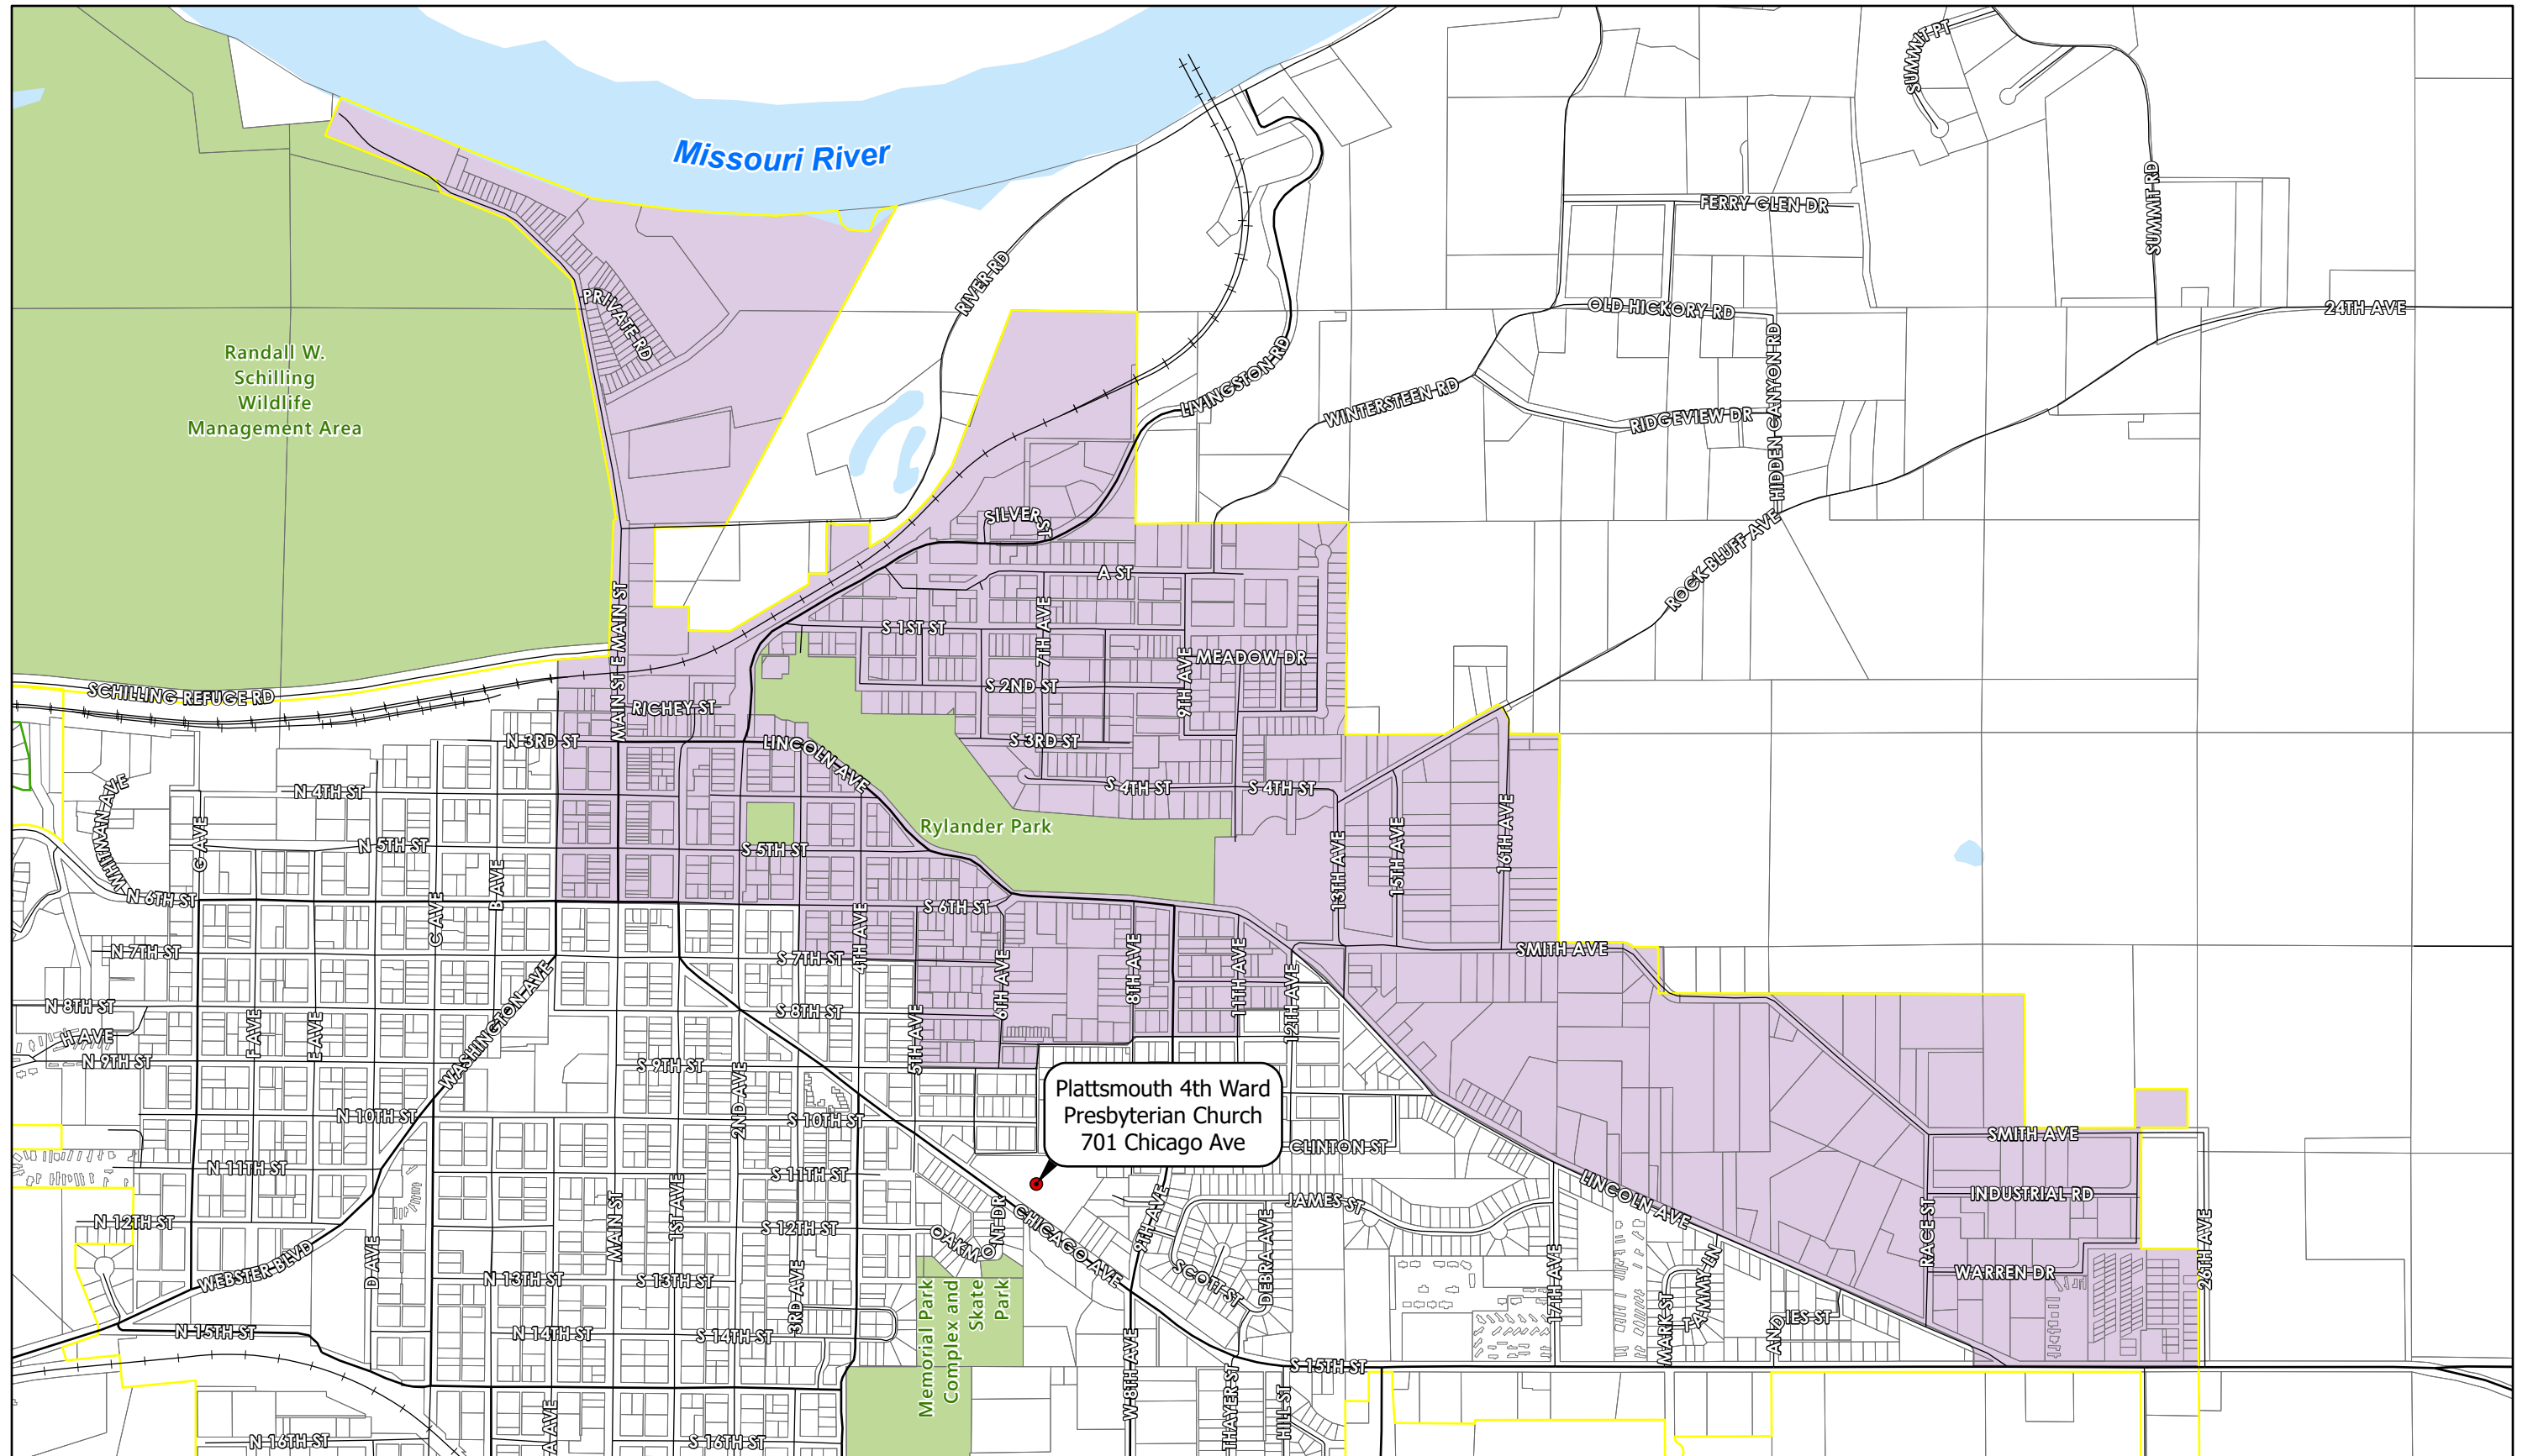 SUMMIT PT
Missouri River
FERRY GLEN DR
SUMMIT RD
RIVER RD
PRIVATE RD
OLD HICKORY RD
24TH AVE
Randall W.
Schilling
Wildlife
Management Area
LIVINGSTON RD
WINTERSTEEN RD
RIDGEVIEW DR
HIDDEN CANYON RD
SILVER ST
A ST
ROCK BLUFF AVE
E MAIN ST
S 1ST ST
7TH AVE
9TH AVE
MEADOW DR
S 2ND ST
SCHILLING REFUGE RD
RICHEY ST
MAIN ST
N 3RD ST
LINCOLN AVE
S 3RD ST
WHITMAN AVE
N 4TH ST
S 4TH ST
S 4TH ST
Rylander Park
G AVE
N 5TH ST
S 5TH ST
B AVE
13TH AVE
15TH AVE
16TH AVE
N 6TH ST
S 6TH ST
C AVE
4TH AVE
N 7TH ST
S 7TH ST
SMITH AVE
WASHINGTON AVE
6TH AVE
8TH AVE
11TH AVE
12TH AVE
N 8TH ST
S 8TH ST
H AVE
F AVE
E AVE
5TH AVE
N 9TH ST
S 9TH ST
2ND AVE
Plattsmouth 4th Ward
Presbyterian Church
701 Chicago Ave
N 10TH ST
S 10TH ST
CLINTON ST
SMITH AVE
N 11TH ST
S 11TH ST
LINCOLN AVE
INDUSTRIAL RD
JAMES ST
N 12TH ST
MAIN ST
1ST AVE
S 12TH ST
OAKMONT DR
CHICAGO AVE
9TH AVE
DEBRA AVE
RACE ST
26TH AVE
WEBSTER BLVD
D AVE
N 13TH ST
S 13TH ST
3RD AVE
Memorial Park
Complex and
Skate
Park
SCOTT ST
17TH AVE
MARK ST
TAMMY LN
WARREN DR
ANDIES ST
N 15TH ST
N 14TH ST
S 14TH ST
W 8TH AVE
THAYER ST
S 15TH ST
HILL ST
A AVE
N 16TH ST
S 16TH ST